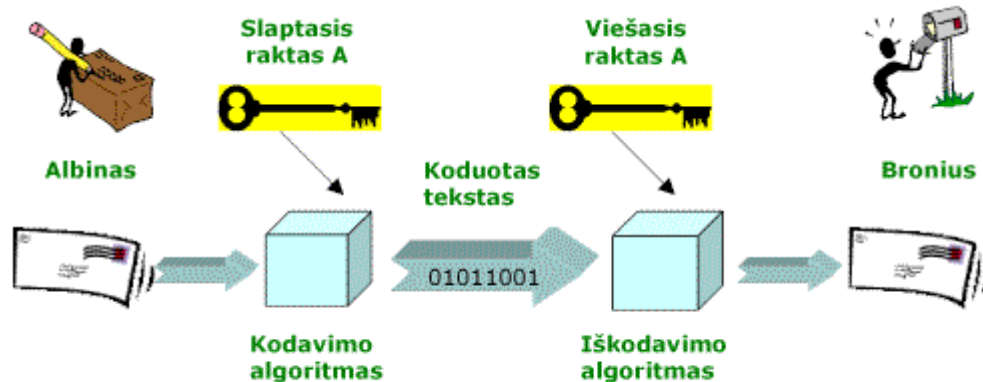 Slaptasis
raktas A
Viešasis
raktas A
Albinas
Koduotas
tekstas
Bronius
01011001
Kodavimo
algoritmas
Iškodavimo
algoritmas